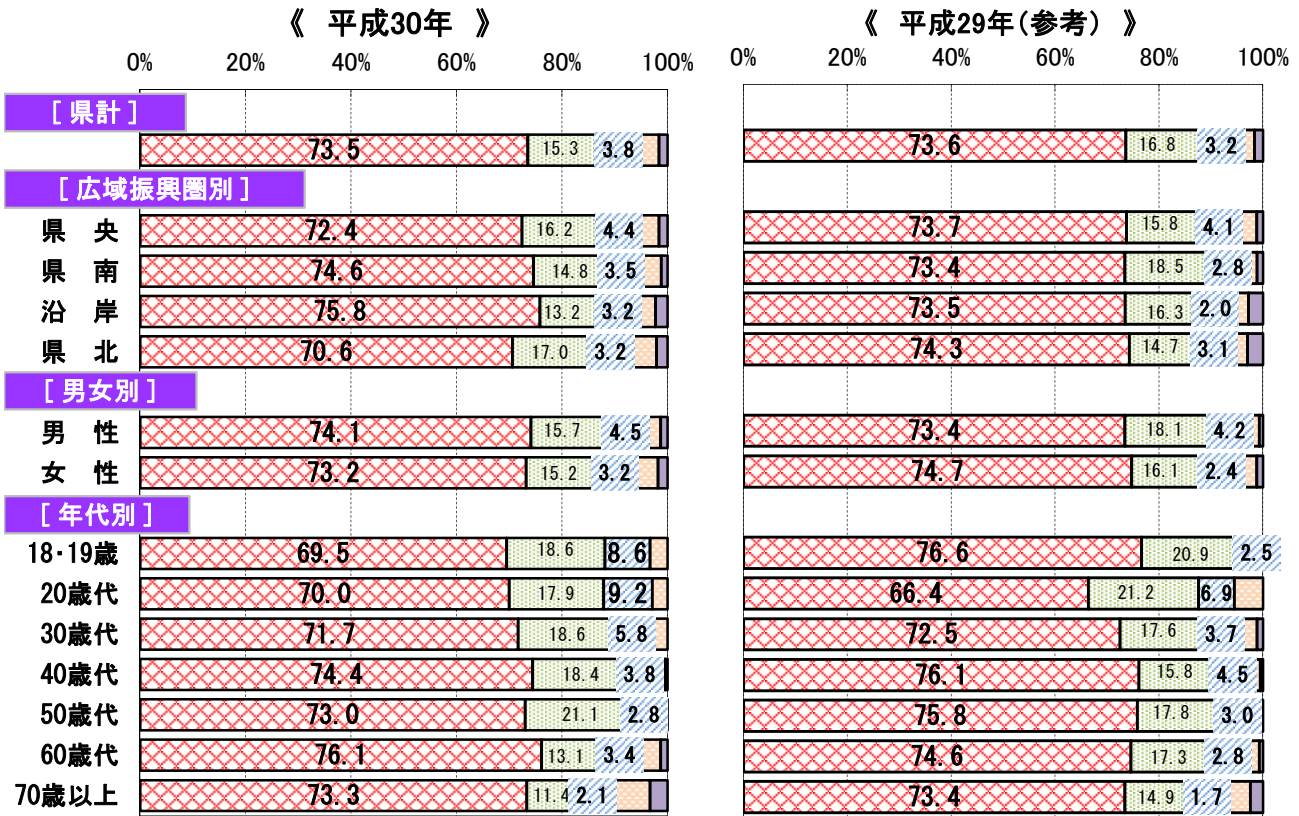 《 平成30年 》 《 平成29年(参考) 》
0% 20% 40% 60% 80% 100% 0% 20% 40% 60% 80% 100%
[ 県計 ]
73.5 15.3 3.8 73.6 16.8 3.2
[ 広域振興圏別 ]
県 央 72.4 16.2 4.4 73.7 15.8 4.1
県 南 74.6 14.8 3.5 73.4 18.5 2.8
沿 岸 75.8 13.2 3.2 73.5 16.3 2.0
県 北 70.6 17.0 3.2 74.3 14.7 3.1
[ 男女別 ]
男 性 74.1 15.7 4.5 73.4 18.1 4.2
女 性 73.2 15.2 3.2 74.7 16.1 2.4
[ 年代別 ]
18・19歳 69.5 18.6 8.6 76.6 20.9 2.5
20歳代 70.0 17.9 9.2 66.4 21.2 6.9
30歳代 71.7 18.6 5.8 72.5 17.6 3.7
40歳代 74.4 18.4 3.8 76.1 15.8 4.5
50歳代 73.0 21.1 2.8 75.8 17.8 3.0
60歳代 76.1 13.1 3.4 74.6 17.3 2.8
70歳以上 73.3 11.4 2.1 73.4 14.9 1.7